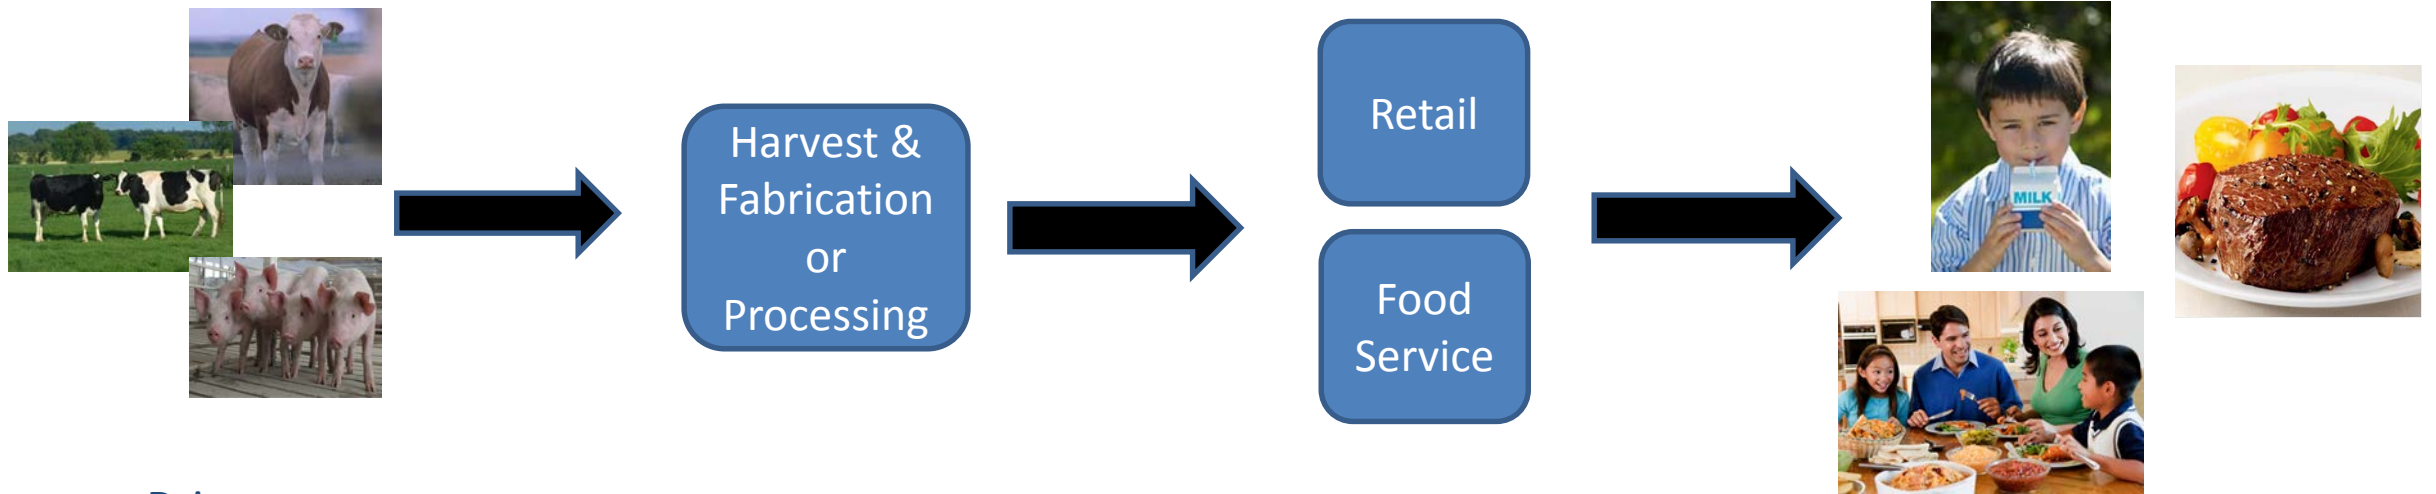 Harvest &
Fabrication
or
Processing
Retail
Food
Service
MILK